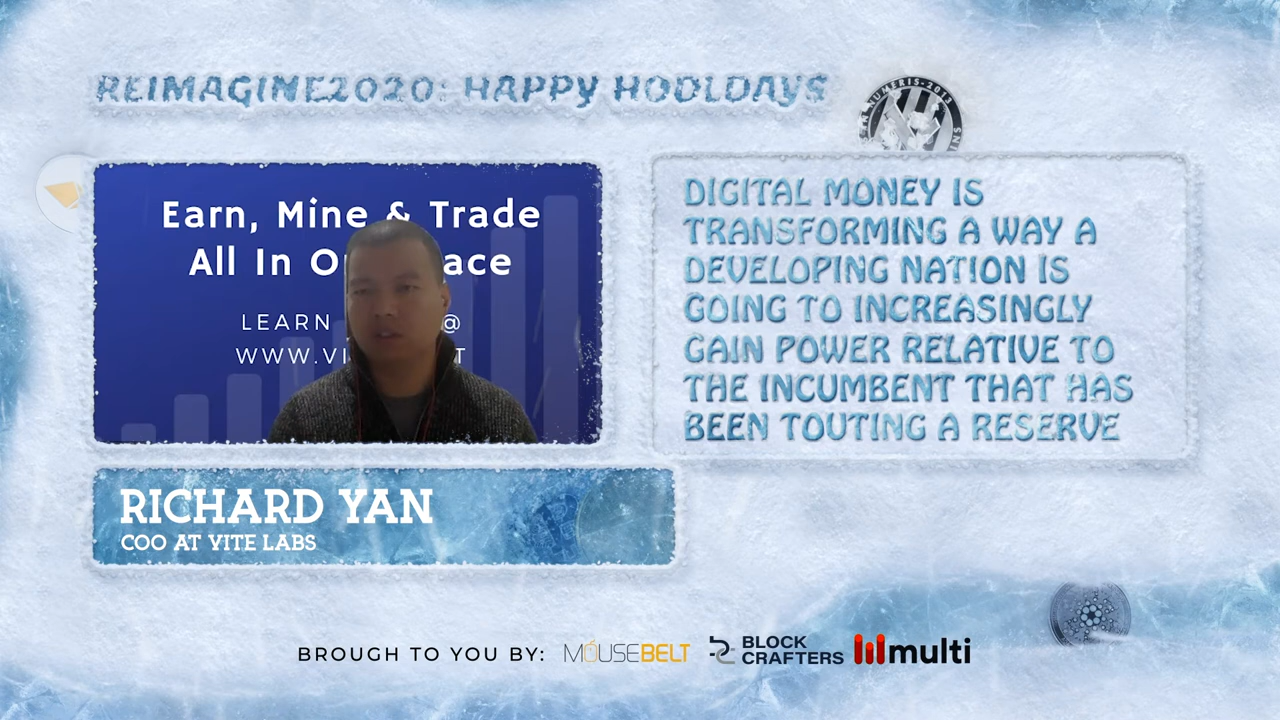 REIMAGINE2020: HAPPY HODLDAYS
Earn, Mine & Trade
All In
LEARN @
WWW.
DIGITAL MONEY IS
TRANSFORMING A WAY A
DEVELOPING NATION IS
GOING TO INCREASINGLY
GAIN POWER RELATIVE TO
THE INCUMBENT THAT HAS
BEEN TOUTING A RESERVE
RICHARD YAN
COO AT VITE LABS
BROUGH TO YOU BY: MOUSEBELT BLOCK CRAFTERS multi